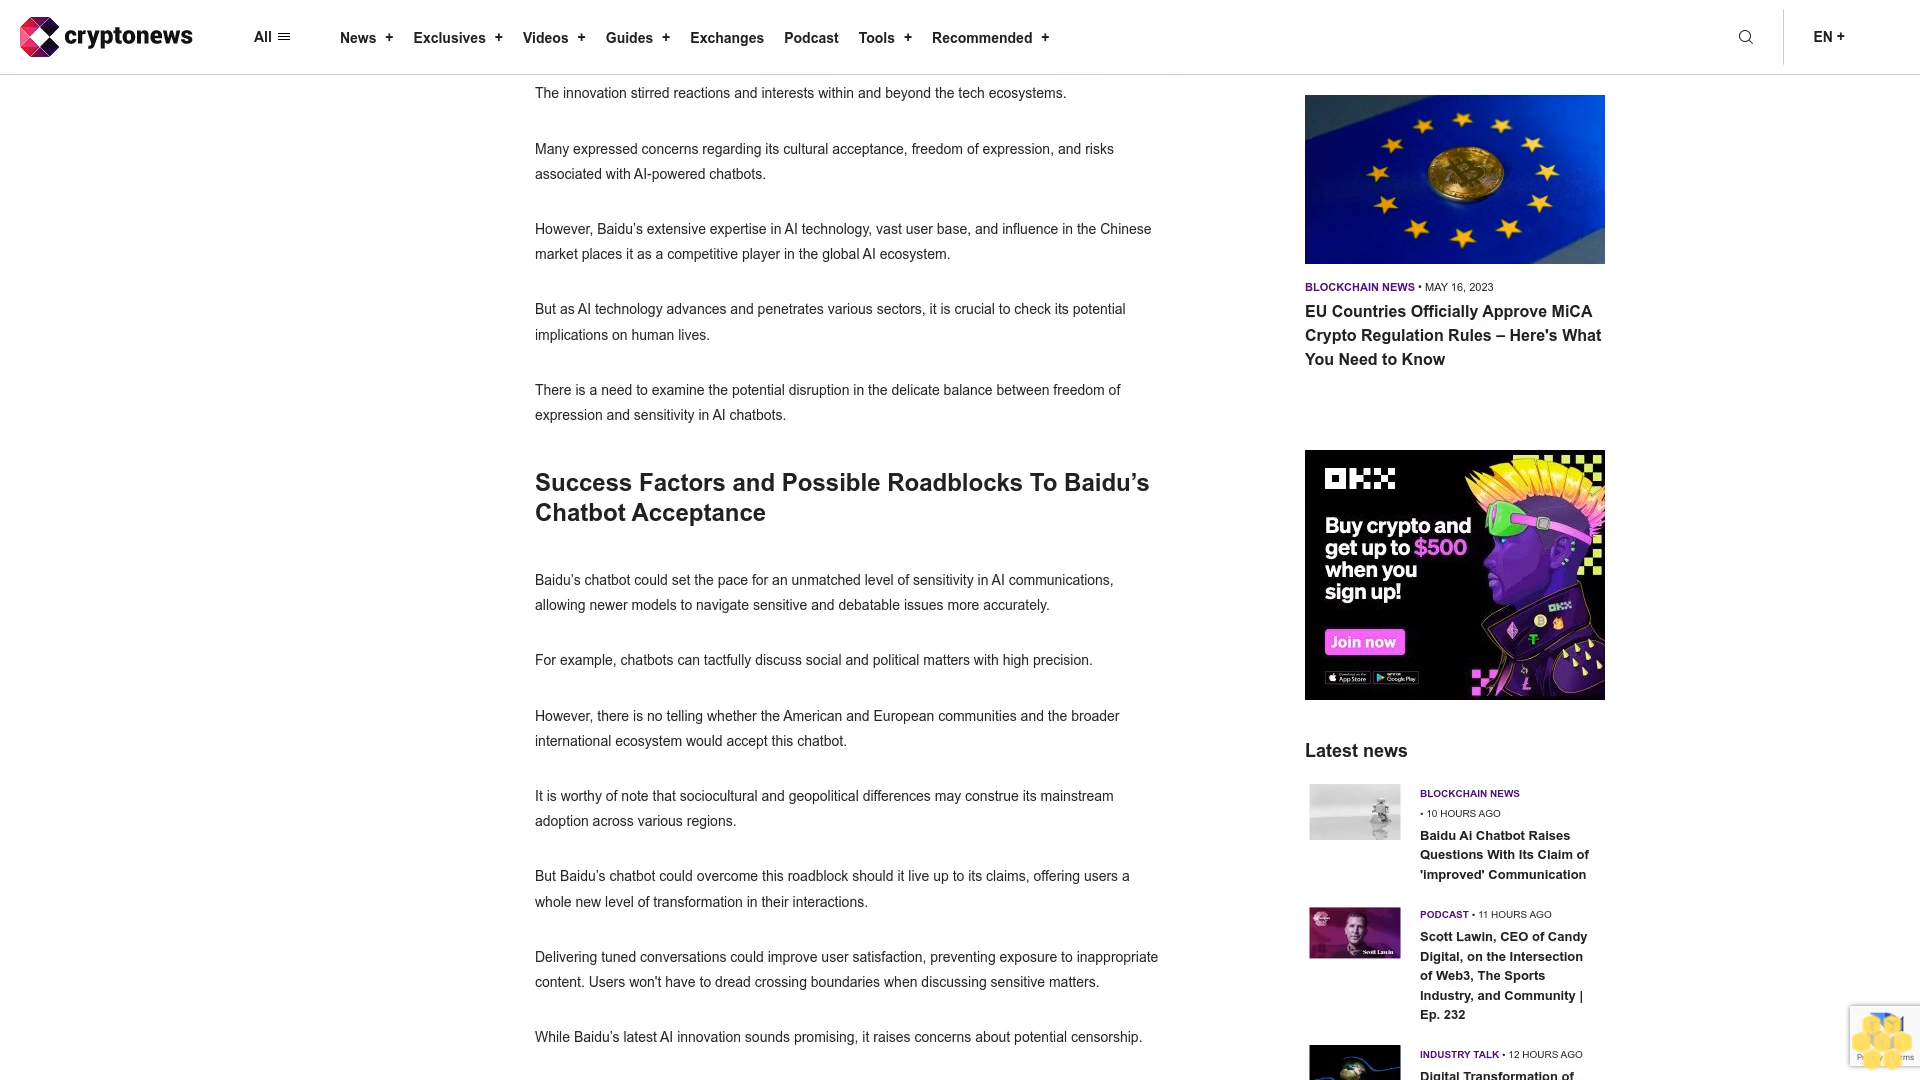 cryptonews
All
News +
Exclusives +
Videos +
Guides +
Exchanges
Podcast
Tools +
Recommended +
EN +
The innovation stirred reactions and interests within and beyond the tech ecosystems.
Many expressed concerns regarding its cultural acceptance, freedom of expression, and risks
associated with AI-powered chatbots.
However, Baidu’s extensive expertise in AI technology, vast user base, and influence in the Chinese
market places it as a competitive player in the global AI ecosystem.
But as AI technology advances and penetrates various sectors, it is crucial to check its potential
implications on human lives.
There is a need to examine the potential disruption in the delicate balance between freedom of
expression and sensitivity in AI chatbots.
Success Factors and Possible Roadblocks To Baidu’s
Chatbot Acceptance
Baidu’s chatbot could set the pace for an unmatched level of sensitivity in AI communications,
allowing newer models to navigate sensitive and debatable issues more accurately.
For example, chatbots can tactfully discuss social and political matters with high precision.
However, there is no telling whether the American and European communities and the broader
international ecosystem would accept this chatbot.
It is worthy of note that sociocultural and geopolitical differences may construe its mainstream
adoption across various regions.
But Baidu’s chatbot could overcome this roadblock should it live up to its claims, offering users a
whole new level of transformation in their interactions.
Delivering tuned conversations could improve user satisfaction, preventing exposure to inappropriate
content. Users won't have to dread crossing boundaries when discussing sensitive matters.
While Baidu’s latest AI innovation sounds promising, it raises concerns about potential censorship.
BLOCKCHAIN NEWS • MAY 16, 2023
EU Countries Officially Approve MiCA
Crypto Regulation Rules – Here's What
You Need to Know
OKX
Buy crypto and
get up to $500
when you
sign up!
Join now
App Store
Google Play
Latest news
BLOCKCHAIN NEWS
• 10 HOURS AGO
Baidu Ai Chatbot Raises
Questions With Its Claim of
'improved' Communication
Scott Lawin
PODCAST • 11 HOURS AGO
Scott Lawin, CEO of Candy
Digital, on the Intersection
of Web3, The Sports
Industry, and Community |
Ep. 232
INDUSTRY TALK • 12 HOURS AGO
Digital Transformation of